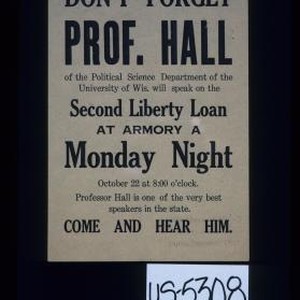 DON'T FORGET
PROF. HALL
of the Political Science Department of the
University of Wis. will speak on the
Second Liberty Loan
AT ARMORY A
Monday Night
October 22 at 8:00 o'clock.
Professor Hall is one of the very best
speakers in the state.
COME AND HEAR HIM.
US-5308